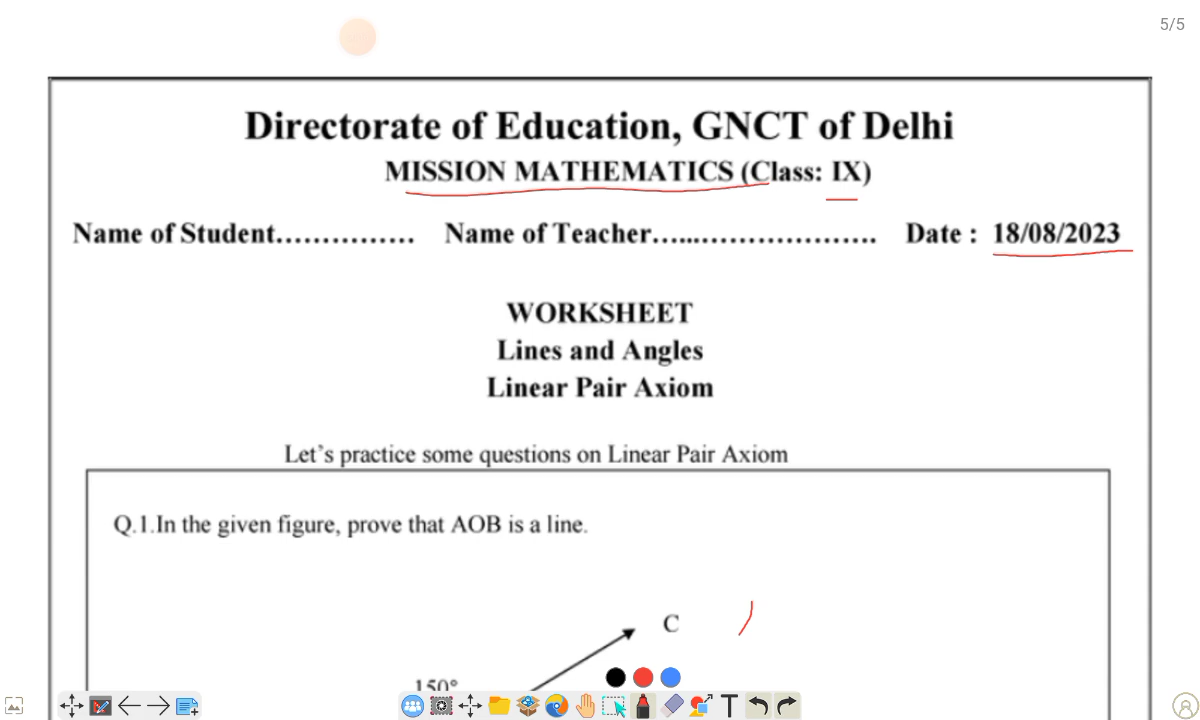 5/5
Directorate of Education, GNCT of Delhi
MISSION MATHEMATICS (Class: IX)
Name of Student…………… Name of Teacher…...…………………. Date : 18/08/2023
WORKSHEET
Lines and Angles
Linear Pair Axiom
Let’s practice some questions on Linear Pair Axiom
Q.1.In the given figure, prove that AOB is a line.
C
150°
T